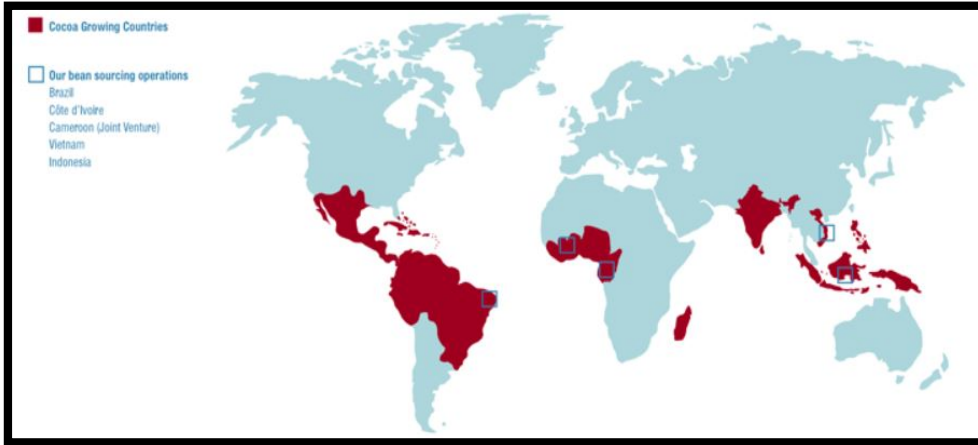 Cocoa Growing Countries
Our bean sourcing operations
Brazil
Côte d'Ivoire
Cameroon (Joint Venture)
Vietnam
Indonesia